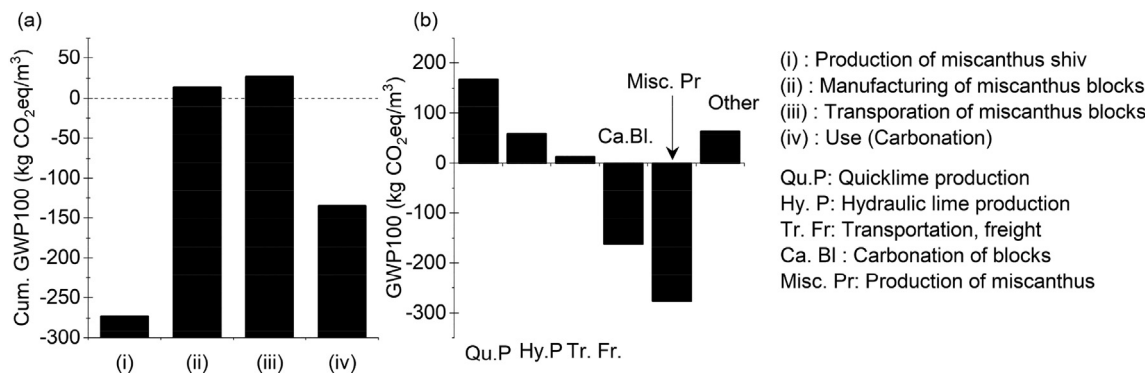 (a)
Cum. GWP100 (kg CO₂eq/m³)
50
0
-50
-100
-150
-200
-250
-300
(i)
(ii)
(iii)
(iv)
(b)
GWP100 (kg CO₂eq/m³)
200
100
0
-100
-200
-300
Misc. Pr
Ca.Bl.
Other
Qu.P
Hy.P
Tr. Fr.
(i) : Production of miscanthus shiv
(ii) : Manufacturing of miscanthus blocks
(iii) : Transporation of miscanthus blocks
(iv) : Use (Carbonation)
Qu.P: Quicklime production
Hy. P: Hydraulic lime production
Tr. Fr: Transportation, freight
Ca. Bl : Carbonation of blocks
Misc. Pr: Production of miscanthus